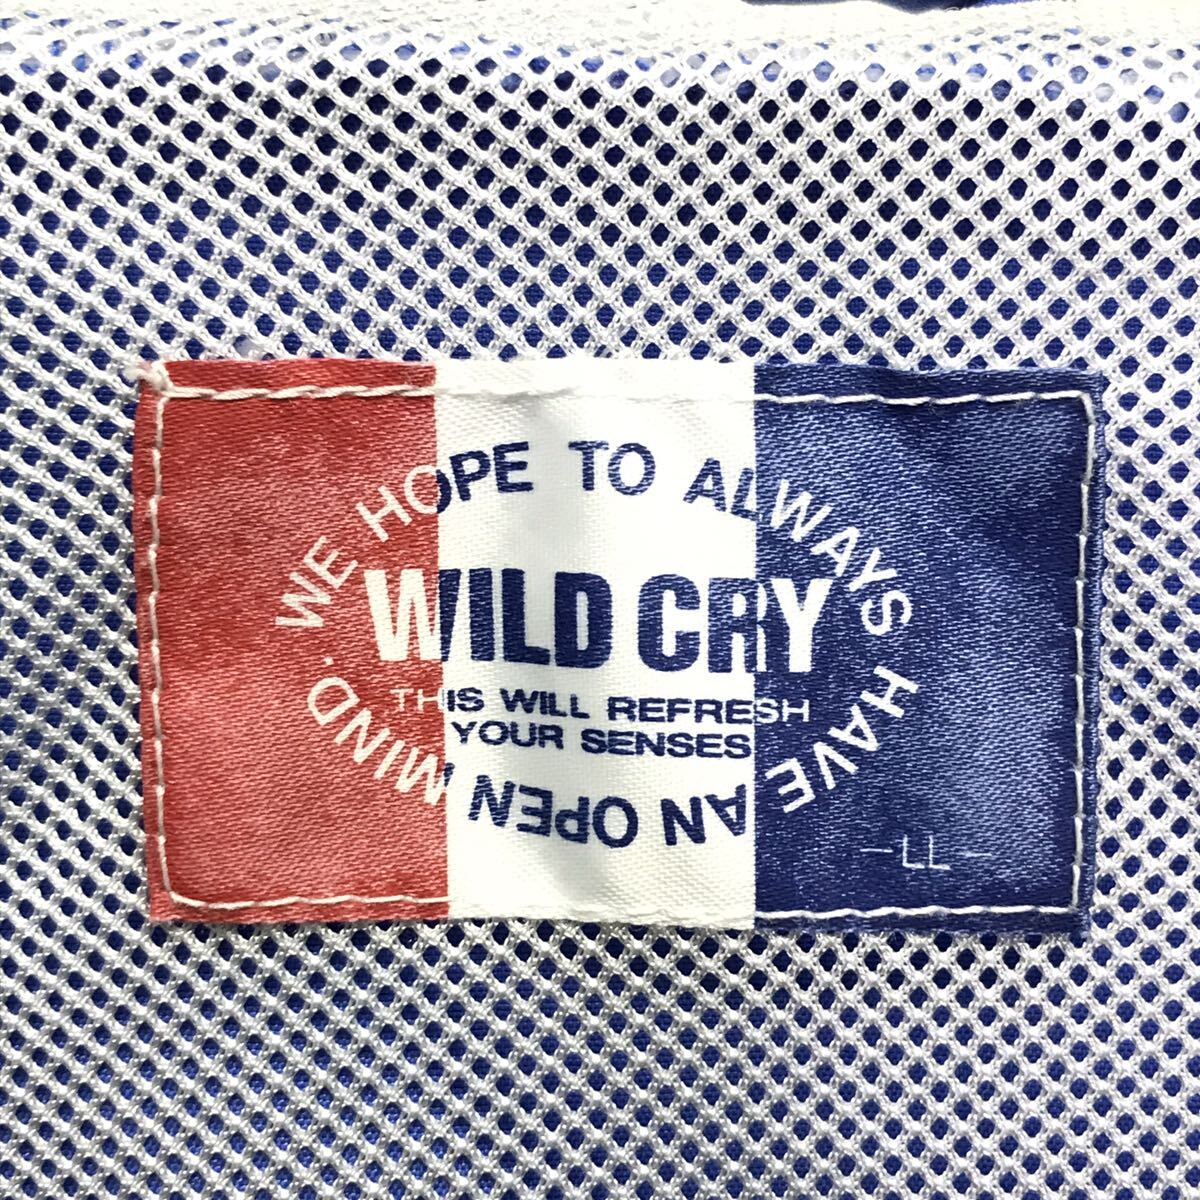 WE HOPE TO ALWAYS HAVE AN OPEN MIND.
WILD CRY
THIS WILL REFRESH
YOUR SENSES
-LL-